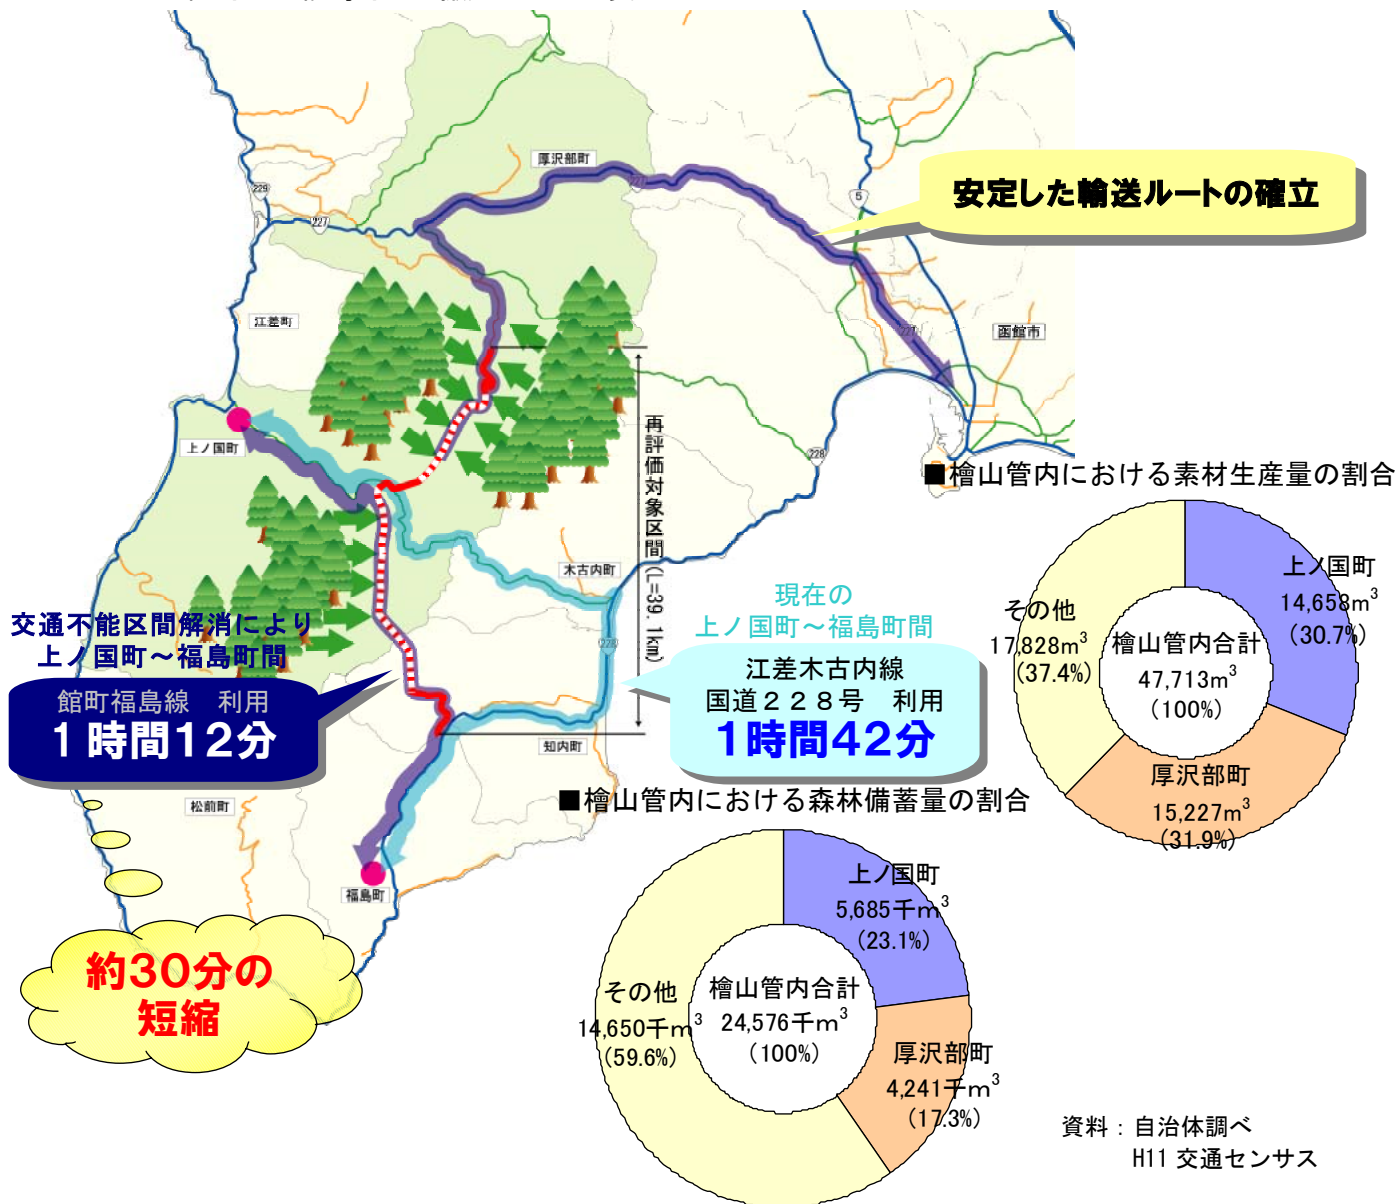 厚沢部町
229
227
5
安定した輸送ルートの確立
江差町
函館市
227
上ノ国町
228
再評価対象区間(L=39.1km)
■檜山管内における素材生産量の割合
上ノ国町
14,658m³
(30.7%)
その他
17,828m³
(37.4%)
檜山管内合計
47,713m³
(100%)
厚沢部町
15,227m³
(31.9%)
木古内町
228
現在の
上ノ国町～福島町間
江差木古内線
国道２２８号　利用
1時間42分
交通不能区間解消により
上ノ国町～福島町間
館町福島線　利用
1時間12分
知内町
松前町
福島町
約30分の
短縮
■檜山管内における森林備蓄量の割合
上ノ国町
5,685千m³
(23.1%)
その他
14,650千m³
(59.6%)
檜山管内合計
24,576千m³
(100%)
厚沢部町
4,241千m³
(17.3%)
資料：自治体調べ
H11 交通センサス